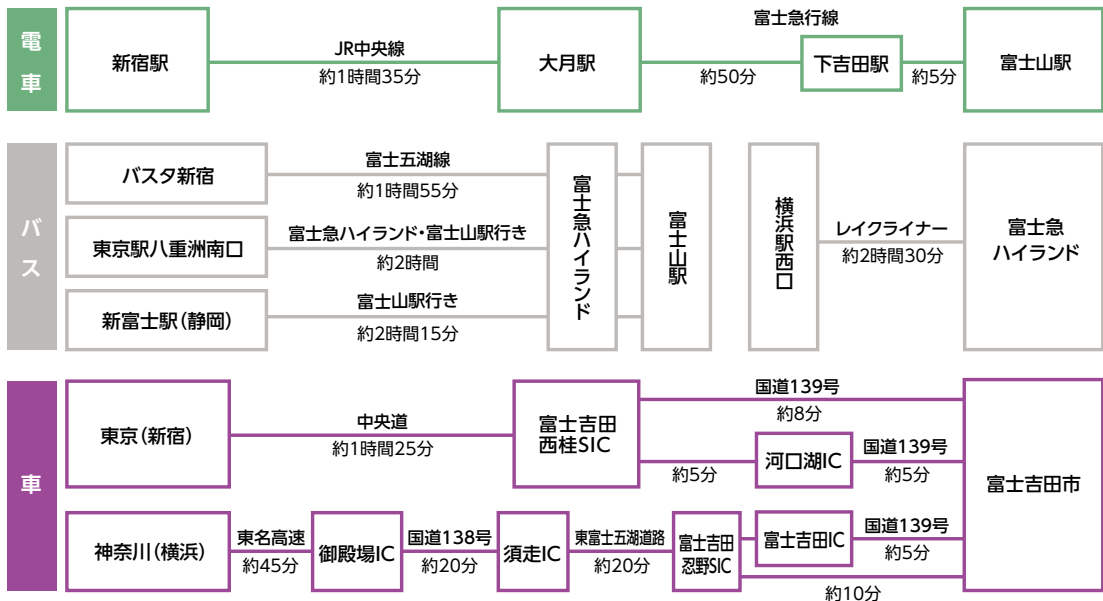 電車
新宿駅
JR中央線
約1時間35分
大月駅
富士急行線
約50分
下吉田駅
約5分
富士山駅
バス
バスタ新宿
富士五湖線
約1時間55分
東京駅八重洲南口
富士急ハイランド・富士山駅行き
約2時間
新富士駅(静岡)
富士山駅行き
約2時間15分
富士急ハイランド
富士山駅
横浜駅西口
レイクライナー
約2時間30分
富士急
ハイランド
車
東京(新宿)
中央道
約1時間25分
富士吉田
西桂SIC
国道139号
約8分
約5分
河口湖IC
国道139号
約5分
神奈川(横浜)
東名高速
約45分
御殿場IC
国道138号
約20分
須走IC
東富士五湖道路
約20分
富士吉田
忍野SIC
富士吉田IC
国道139号
約5分
約10分
富士吉田市